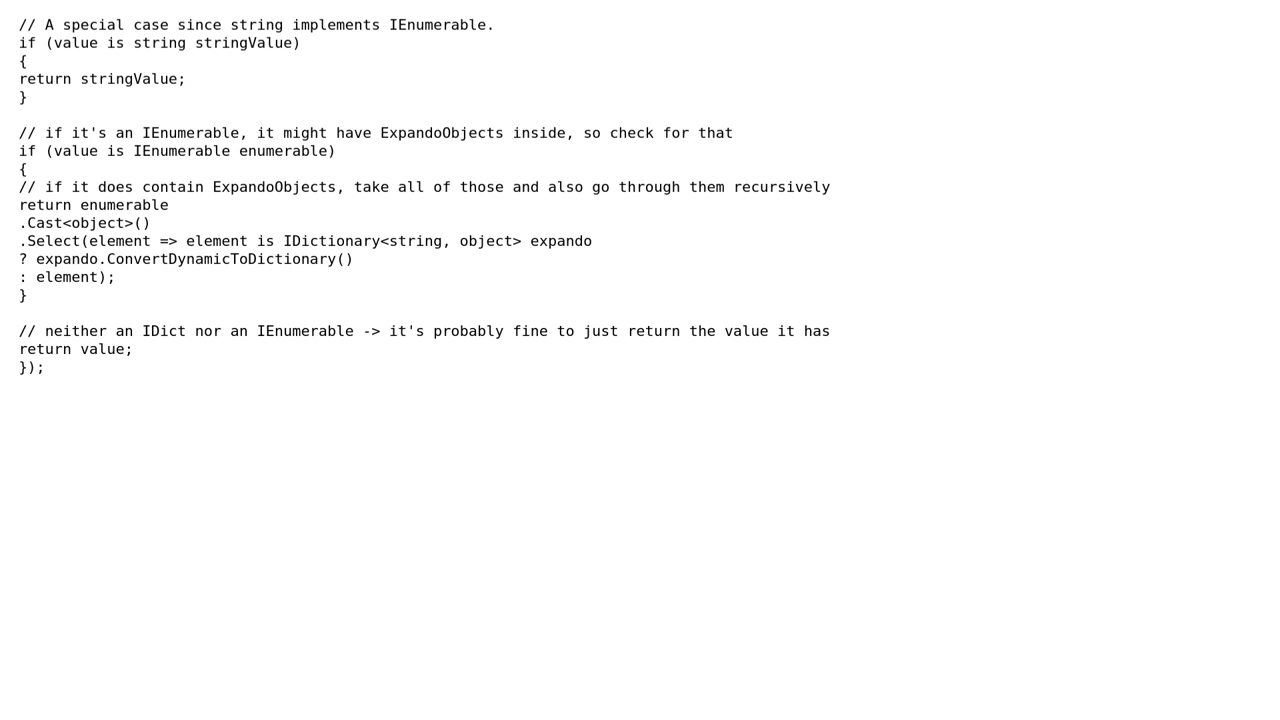 // A special case since string implements IEnumerable.
if (value is string stringValue)
{
return stringValue;
}

// if it's an IEnumerable, it might have ExpandoObjects inside, so check for that
if (value is IEnumerable enumerable)
{
// if it does contain ExpandoObjects, take all of those and also go through them recursively
return enumerable
.Cast<object>()
.Select(element => element is IDictionary<string, object> expando
? expando.ConvertDynamicToDictionary()
: element);
}

// neither an IDict nor an IEnumerable -> it's probably fine to just return the value it has
return value;
});